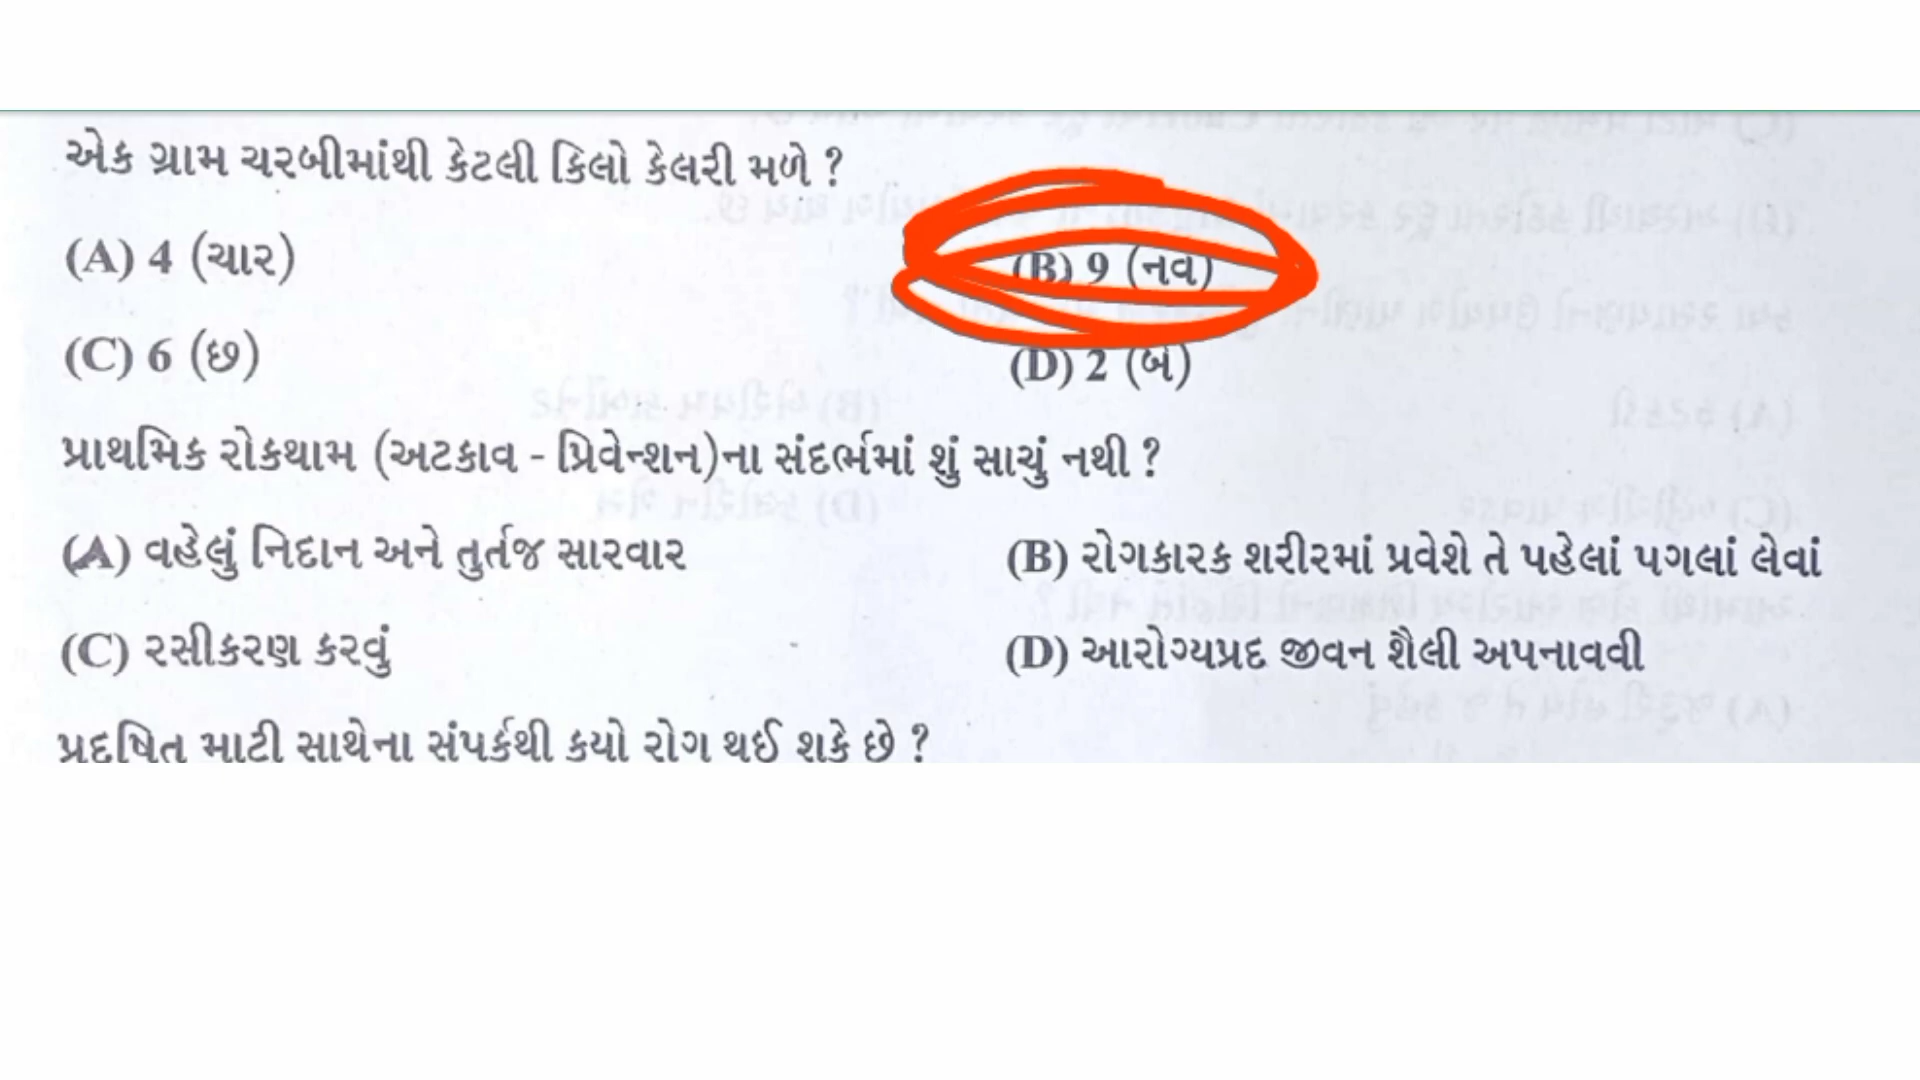 એક ગ્રામ ચરબીમાંથી કેટલી કિલો કેલરી મળે ?
(A) 4 (ચાર) (B) 9 (નવ)
(C) 6 (છ) (D) 2 (બે)
પ્રાથમિક રોકથામ (અટકાવ - પ્રિવેન્શન)ના સંદર્ભમાં શું સાચું નથી ?
(A) વહેલું નિદાન અને તુર્તજ સારવાર (B) રોગકારક શરીરમાં પ્રવેશે તે પહેલાં પગલાં લેવાં
(C) રસીકરણ કરવું (D) આરોગ્યપ્રદ જીવન શૈલી અપનાવવી
પ્રદૂષિત માટી સાથેના સંપર્કથી કયો રોગ થઈ શકે છે ?